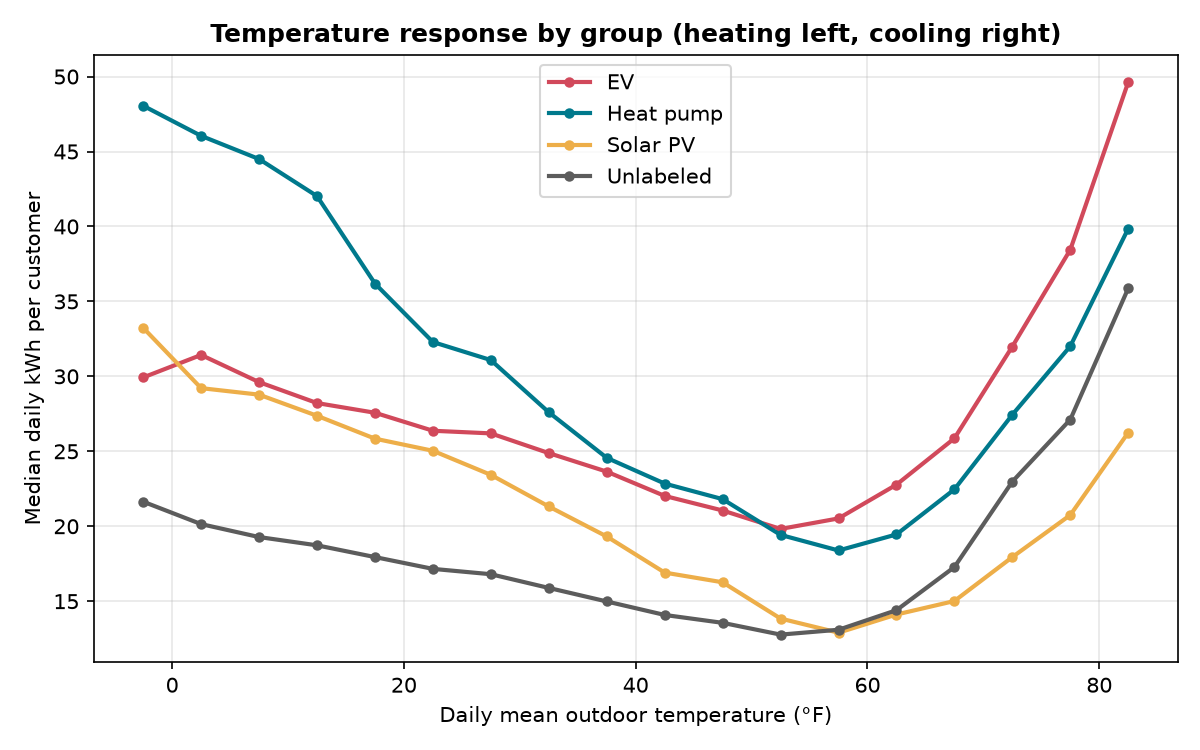 Temperature response by group (heating left, cooling right)
EV
Heat pump
Solar PV
Unlabeled
Median daily kWh per customer
50
45
40
35
30
25
20
15
0 20 40 60 80
Daily mean outdoor temperature (°F)